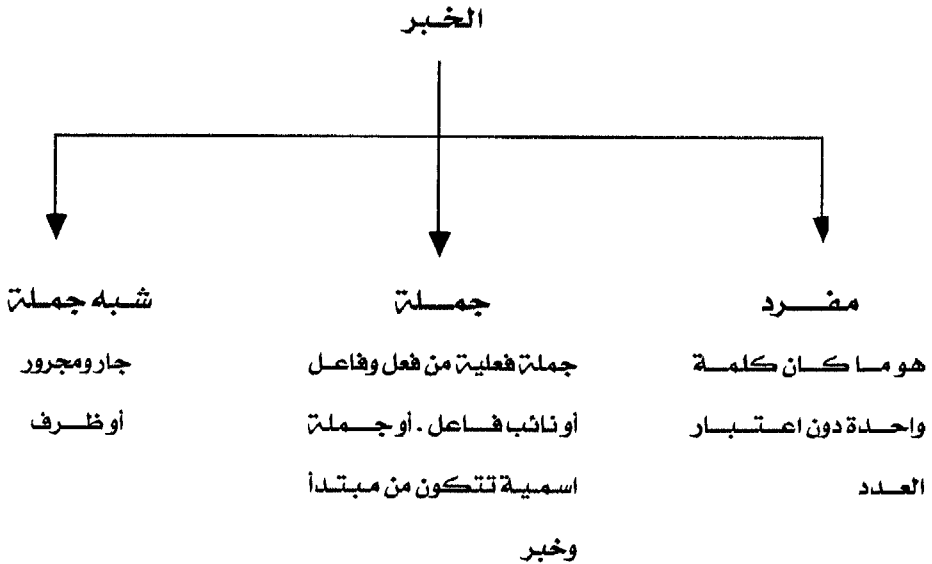 الخبر
مفرد
هو ما كان كلمة
واحدة دون اعتبار
العدد
جملة
جملة فعلية من فعل وفاعل
أو نائب فاعل . أو جملة
اسمية تتكون من مبتدأ
وخبر
شبه جملة
جار ومجرور
أو ظرف